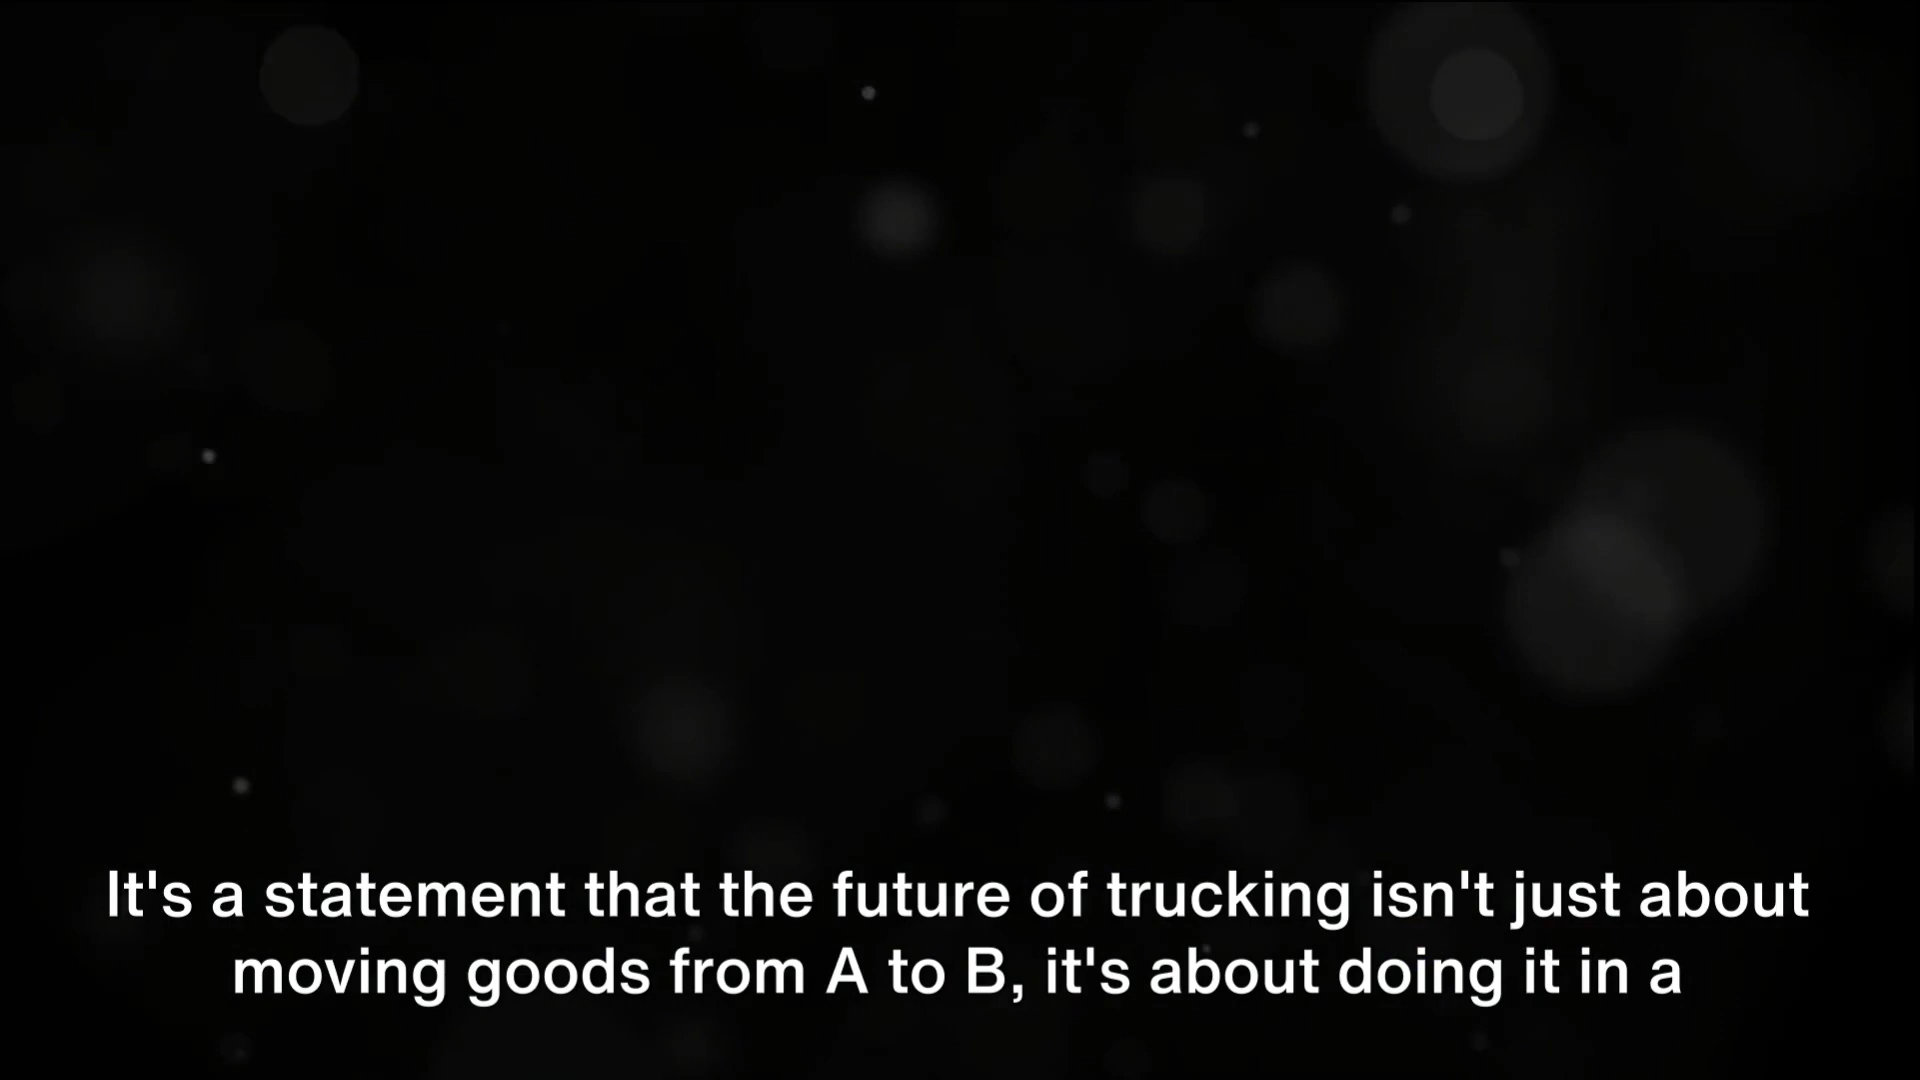 It's a statement that the future of trucking isn't just about
moving goods from A to B, it's about doing it in a